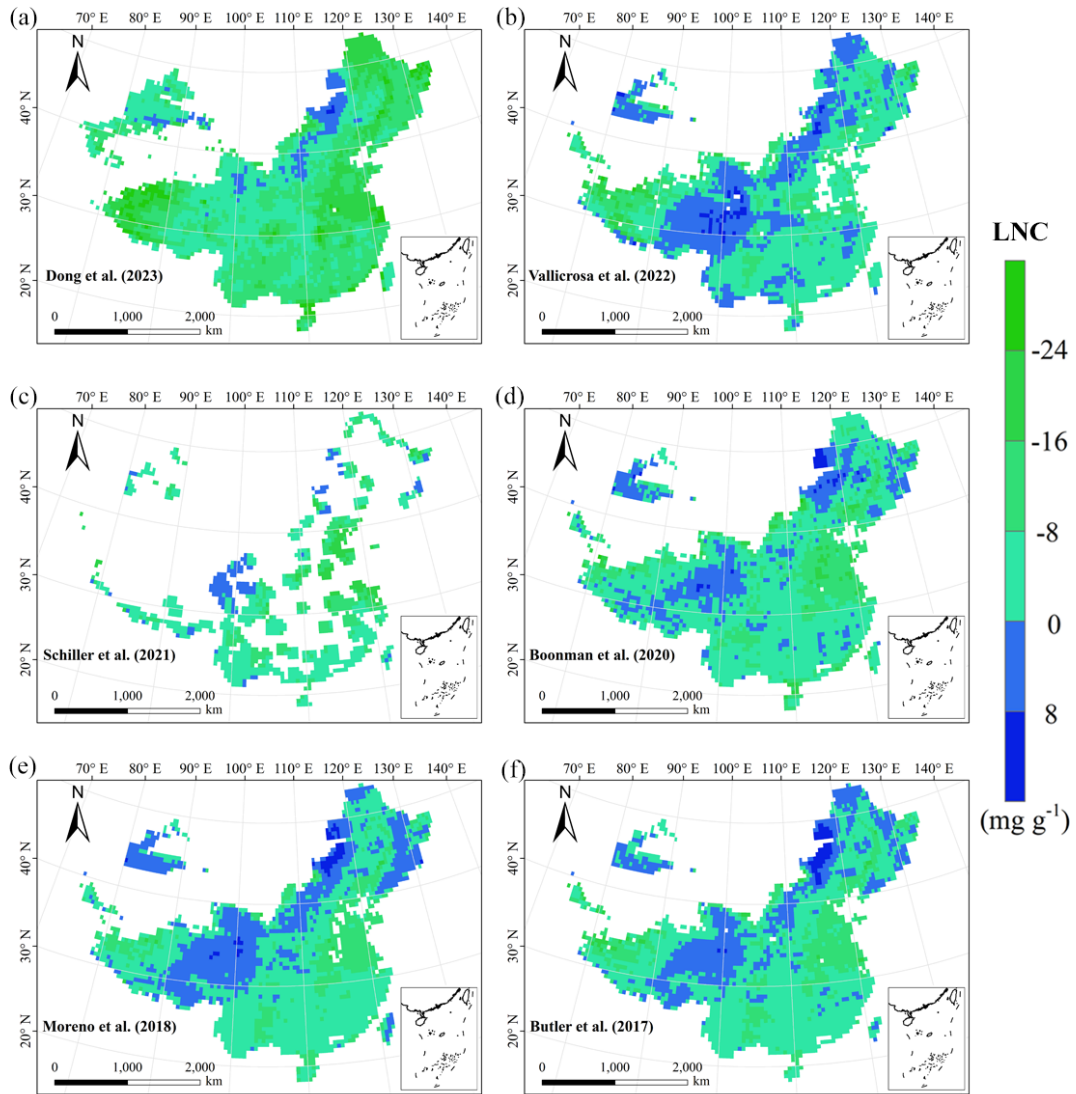 (a)
70° E 80° E 90° E 100° E 110° E 120° E 130° E 140° E
N
40° N
30° N
20° N
Dong et al. (2023)
0 1,000 2,000
km
(b)
70° E 80° E 90° E 100° E 110° E 120° E 130° E 140° E
N
40° N
30° N
20° N
Vallicrosa et al. (2022)
0 1,000 2,000
km
(c)
70° E 80° E 90° E 100° E 110° E 120° E 130° E 140° E
N
40° N
30° N
20° N
Schiller et al. (2021)
0 1,000 2,000
km
(d)
70° E 80° E 90° E 100° E 110° E 120° E 130° E 140° E
N
40° N
30° N
20° N
Boonman et al. (2020)
0 1,000 2,000
km
(e)
70° E 80° E 90° E 100° E 110° E 120° E 130° E 140° E
N
40° N
30° N
20° N
Moreno et al. (2018)
0 1,000 2,000
km
(f)
70° E 80° E 90° E 100° E 110° E 120° E 130° E 140° E
N
40° N
30° N
20° N
Butler et al. (2017)
0 1,000 2,000
km
LNC
-24
-16
-8
0
8
(mg g⁻¹)